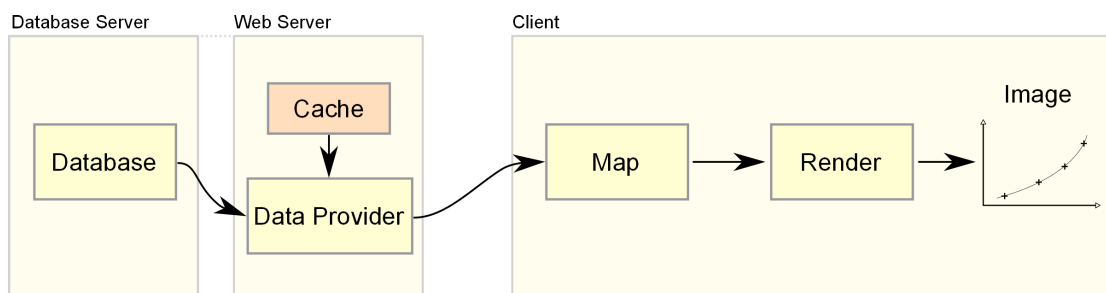 Database Server
Web Server
Client
Cache
Database
Data Provider
Map
Render
Image